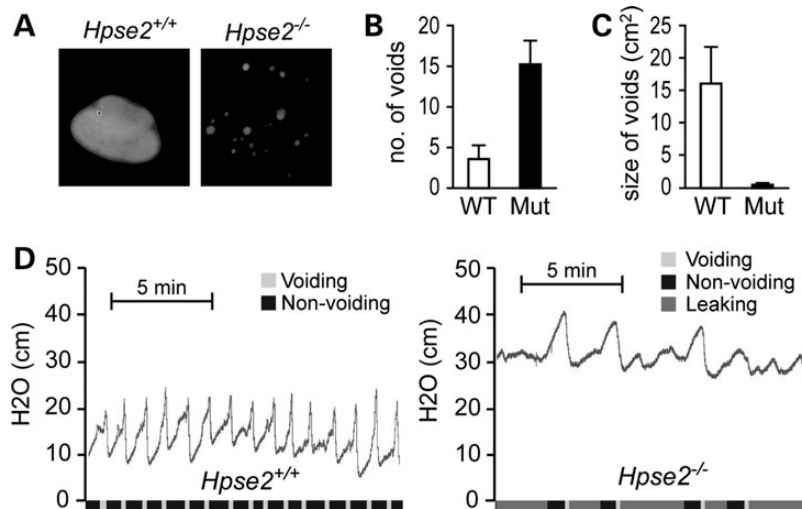 A
Hpse2+/+
Hpse2-/-
B
no. of voids
20
15
10
5
0
WT
Mut
C
size of voids (cm2)
25
20
15
10
5
0
WT
Mut
D
H2O (cm)
50
40
30
20
10
0
5 min
Voiding
Non-voiding
Hpse2+/+
H2O (cm)
50
40
30
20
10
0
5 min
Voiding
Non-voiding
Leaking
Hpse2-/-